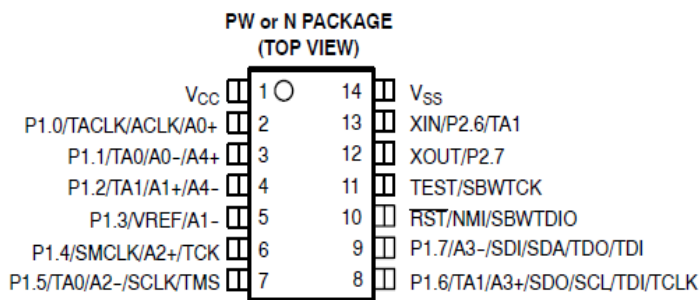 PW or N PACKAGE
(TOP VIEW)
VCC 1 14 VSS
P1.0/TACLK/ACLK/A0+ 2 13 XIN/P2.6/TA1
P1.1/TA0/A0-/A4+ 3 12 XOUT/P2.7
P1.2/TA1/A1+/A4- 4 11 TEST/SBWTCK
P1.3/VREF/A1- 5 10 RST/NMI/SBWTDIO
P1.4/SMCLK/A2+/TCK 6 9 P1.7/A3-/SDI/SDA/TDO/TDI
P1.5/TA0/A2-/SCLK/TMS 7 8 P1.6/TA1/A3+/SDO/SCL/TDI/TCLK